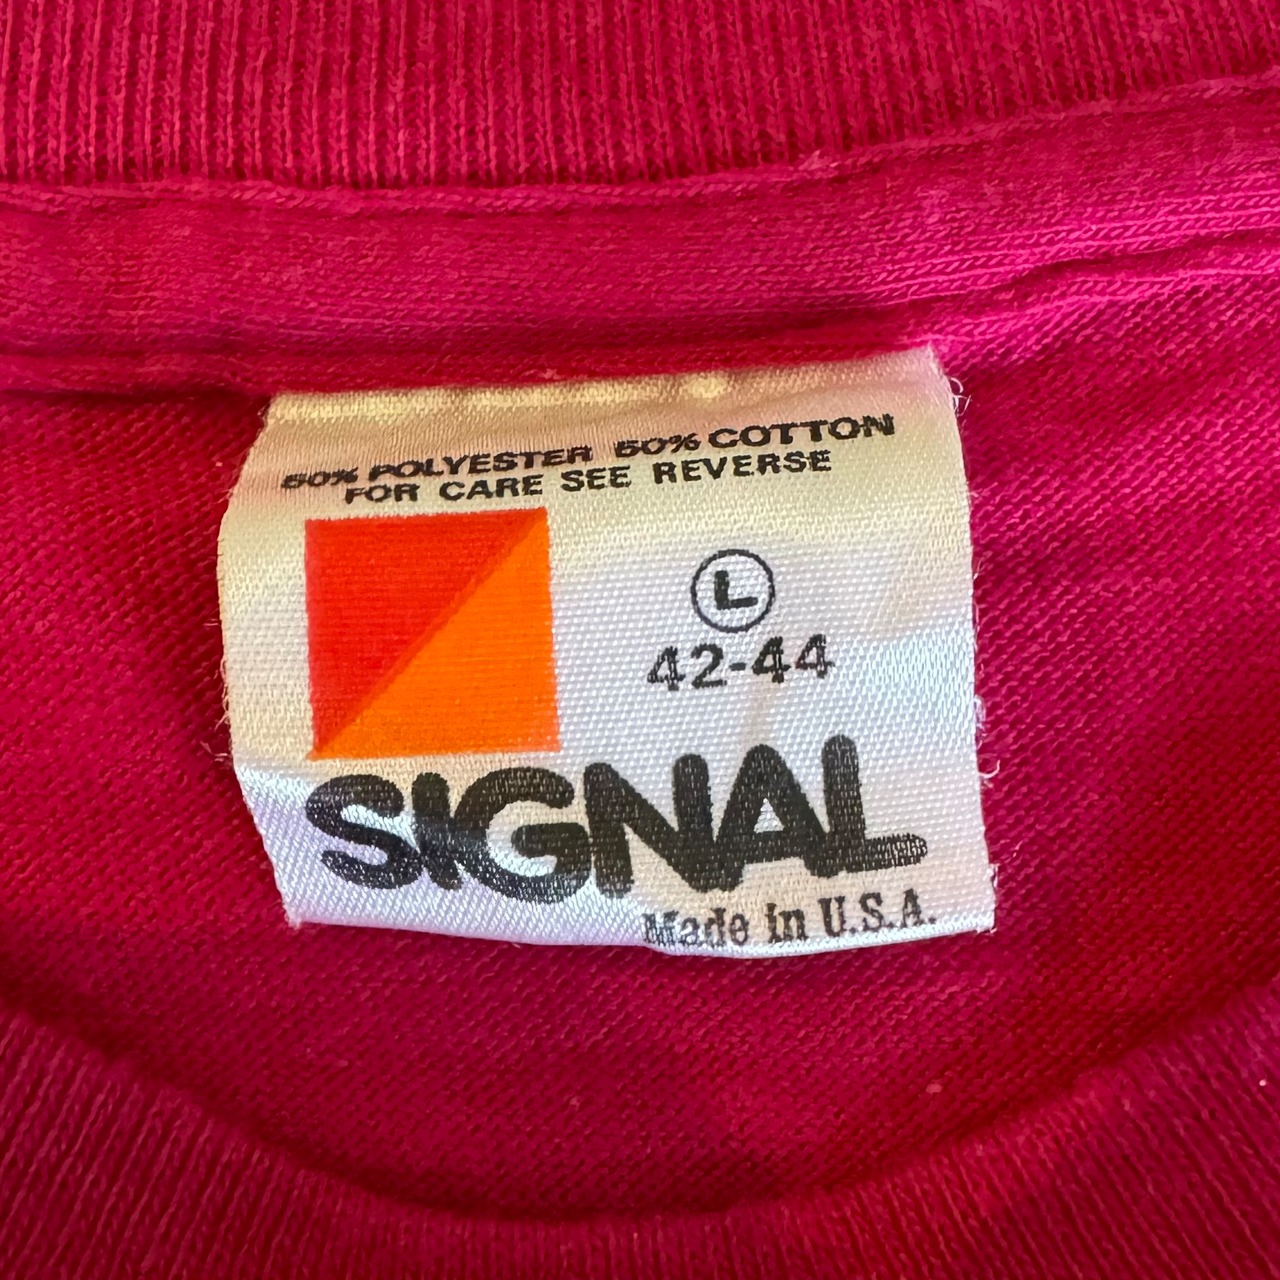 50% POLYESTER 50% COTTON
FOR CARE SEE REVERSE
L
42-44
SIGNAL
Made in U.S.A.